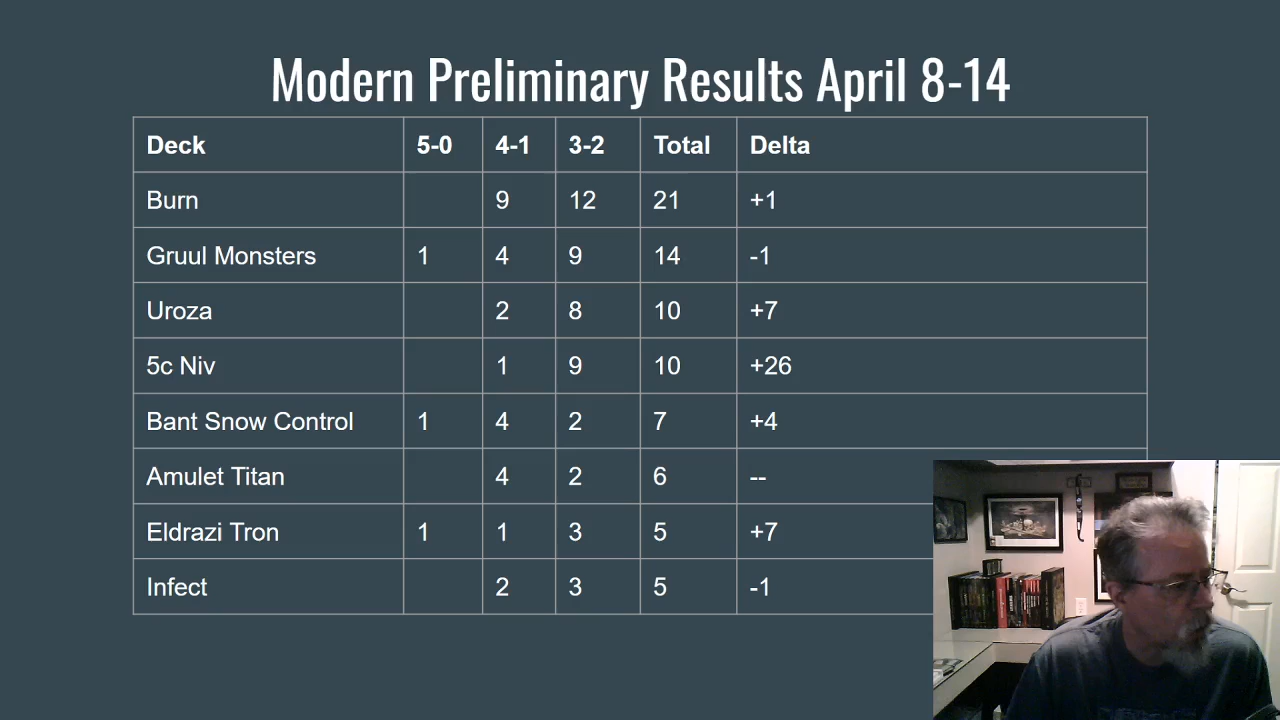 Modern Preliminary Results April 8-14
Deck 5-0 4-1 3-2 Total Delta
Burn 9 12 21 +1
Gruul Monsters 1 4 9 14 -1
Uroza 2 8 10 +7
5c Niv 1 9 10 +26
Bant Snow Control 1 4 2 7 +4
Amulet Titan 4 2 6 --
Eldrazi Tron 1 1 3 5 +7
Infect 2 3 5 -1